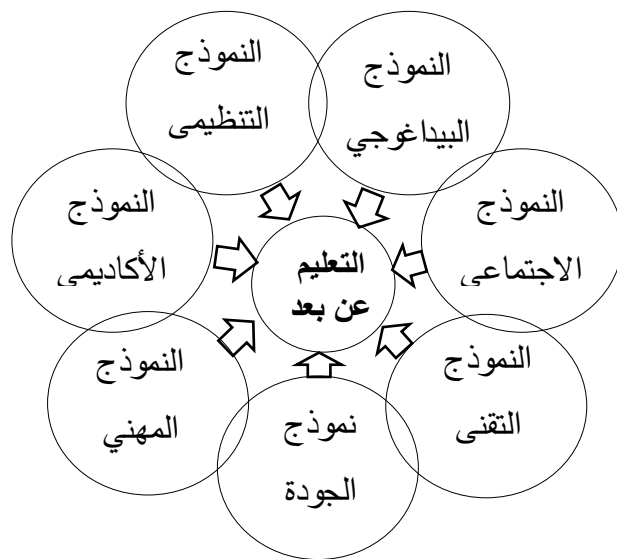 النموذج
البيداغوجي
النموذج
الاجتماعى
النموذج
التقنى
نموذج
الجودة
النموذج
المهني
النموذج
الأكاديمى
النموذج
التنظيمى
التعليم
عن بعد